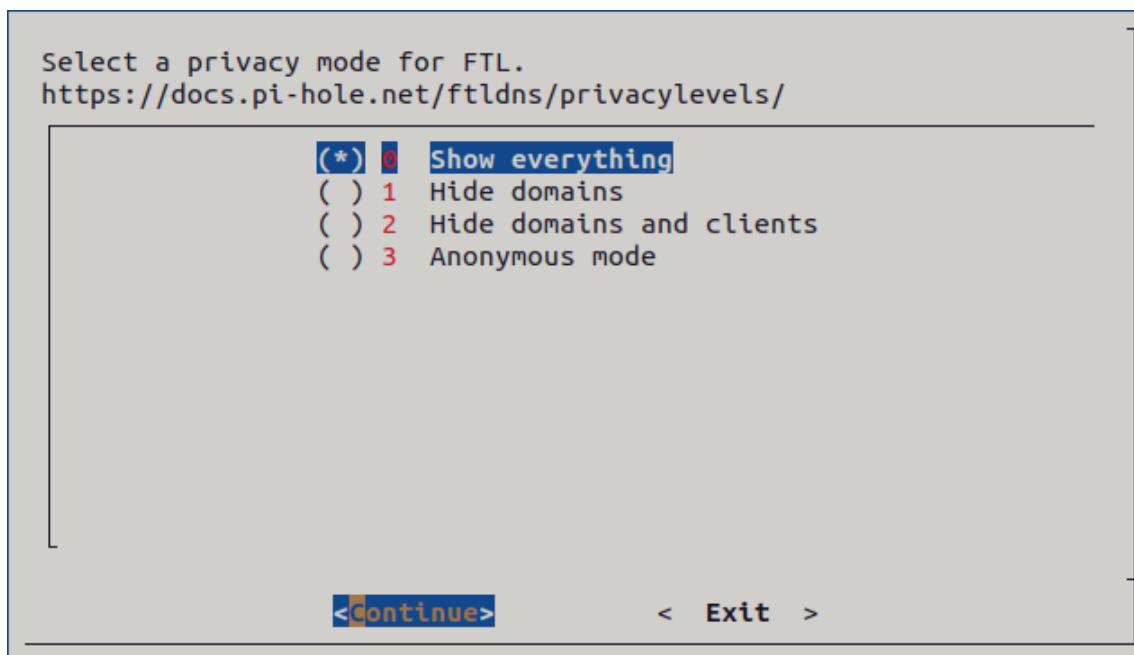 Select a privacy mode for FTL.
https://docs.pi-hole.net/ftldns/privacylevels/
(*) 0 Show everything
( ) 1 Hide domains
( ) 2 Hide domains and clients
( ) 3 Anonymous mode
<Continue> < Exit >